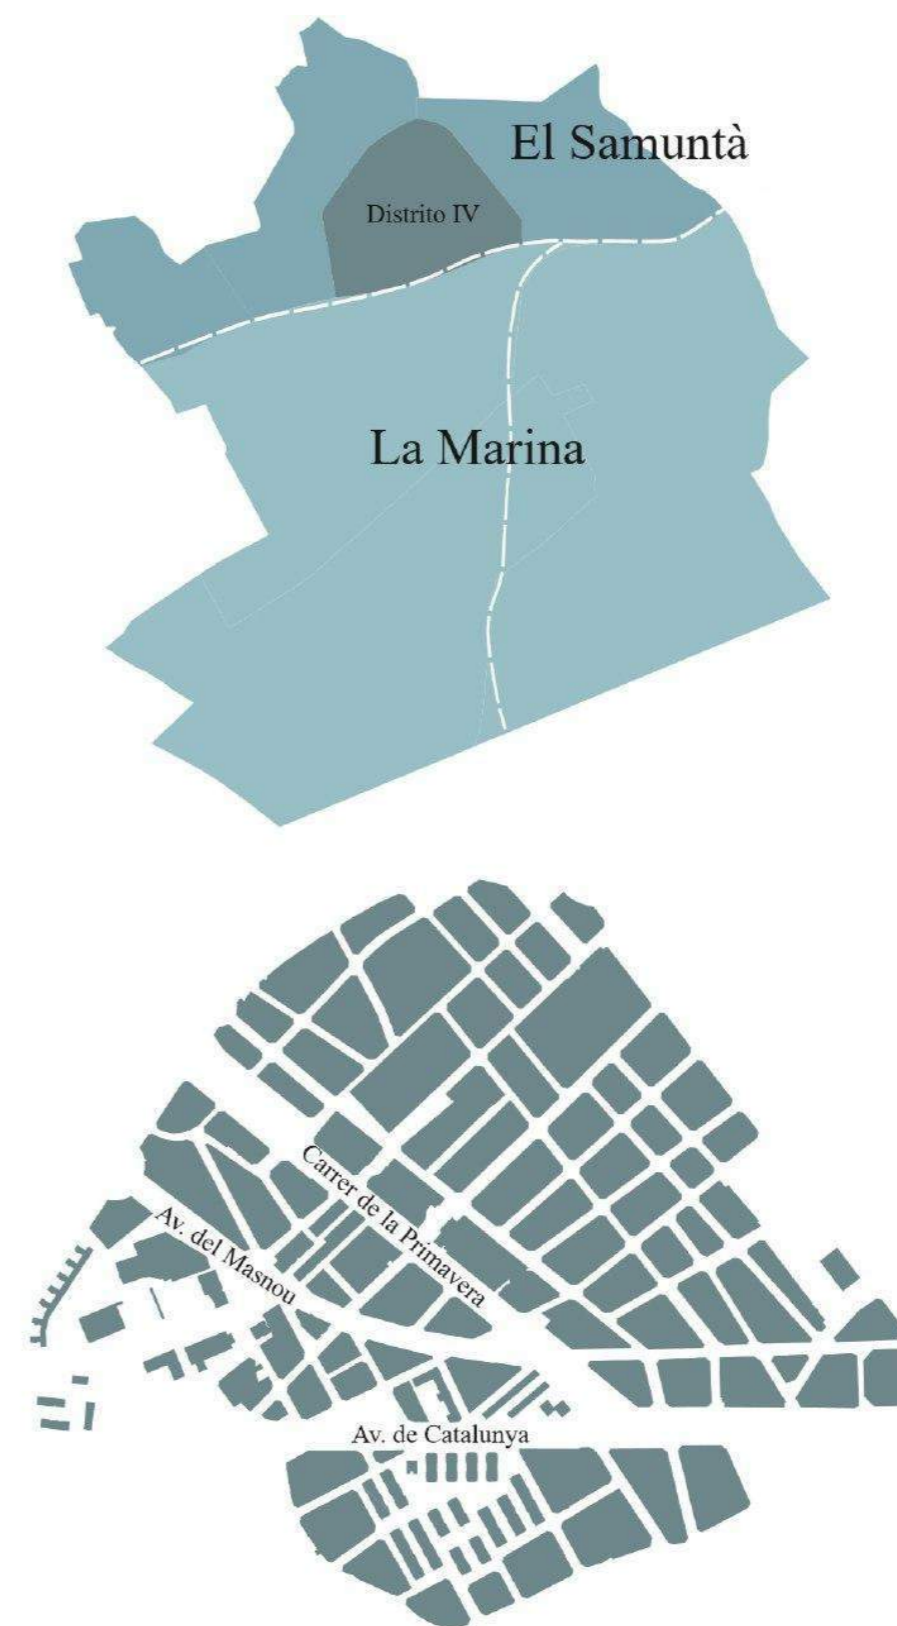 El Samuntà
Distrito IV
La Marina
Carrer de la Primavera
Av. del Masnou
Av. de Catalunya